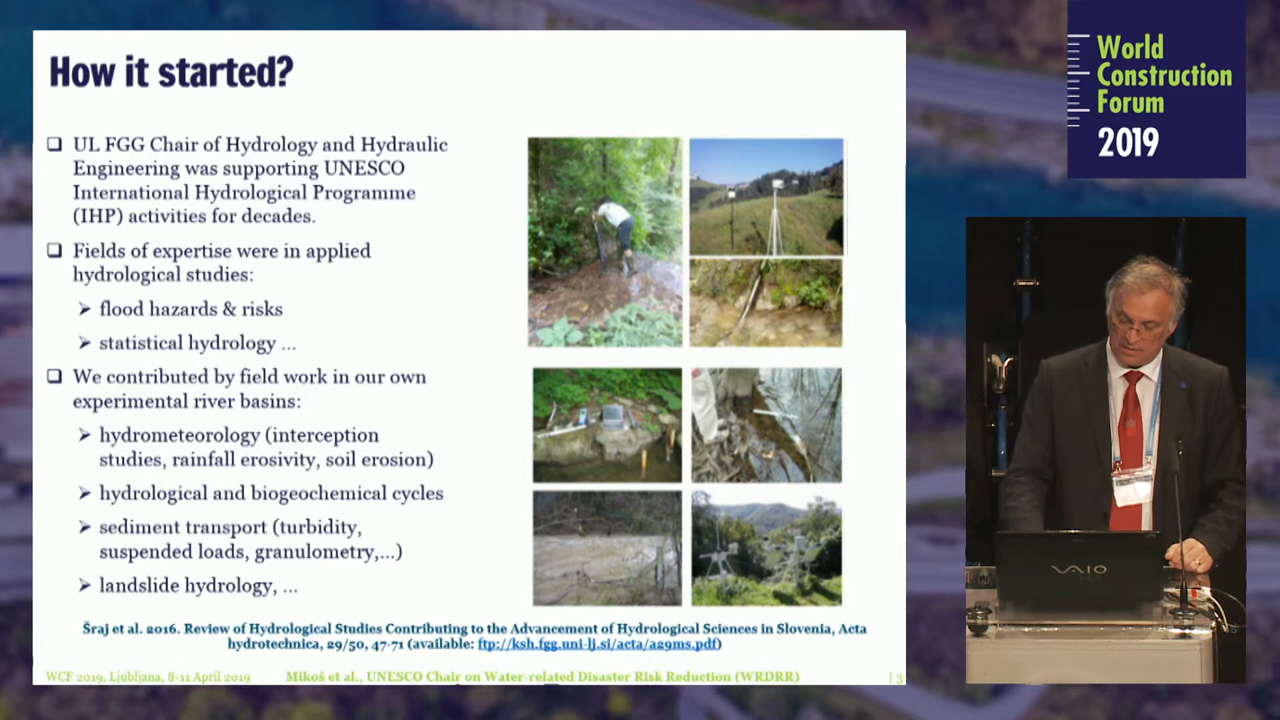 How it started?
❑ UL FGG Chair of Hydrology and Hydraulic
Engineering was supporting UNESCO
International Hydrological Programme
(IHP) activities for decades.
❑ Fields of expertise were in applied
hydrological studies:
➢ flood hazards & risks
➢ statistical hydrology ...
❑ We contributed by field work in our own
experimental river basins:
➢ hydrometeorology (interception
studies, rainfall erosivity, soil erosion)
➢ hydrological and biogeochemical cycles
➢ sediment transport (turbidity,
suspended loads, granulometry,...)
➢ landslide hydrology, ...
Šraj et al. 2016. Review of Hydrological Studies Contributing to the Advancement of Hydrological Sciences in Slovenia, Acta
hydrotechnica, 29/50, 47-71 (available: ftp://ksh.fgg.uni-lj.si/acta/a29ms.pdf)
WCF 2019, Ljubljana, 8-11 April 2019
Mikoš et al., UNESCO Chair on Water-related Disaster Risk Reduction (WRDRR)
| 3
World
Construction
Forum
2019
VAIO